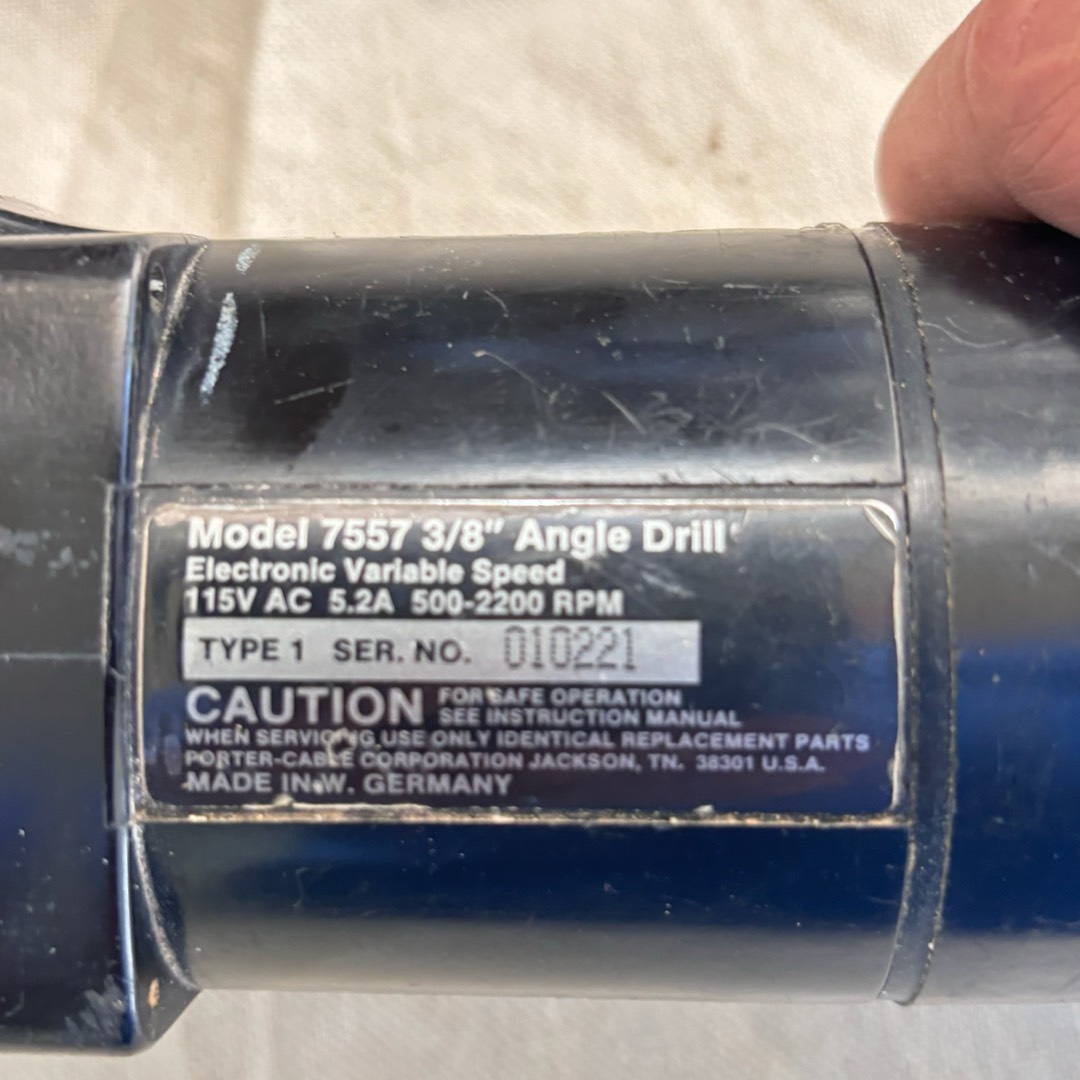 Model 7557 3/8" Angle Drill
Electronic Variable Speed
115V AC 5.2A 500-2200 RPM
TYPE 1 SER. NO. 010221
CAUTION FOR SAFE OPERATION
SEE INSTRUCTION MANUAL
WHEN SERVICING USE ONLY IDENTICAL REPLACEMENT PARTS
PORTER-CABLE CORPORATION JACKSON, TN. 38301 U.S.A.
MADE IN W. GERMANY